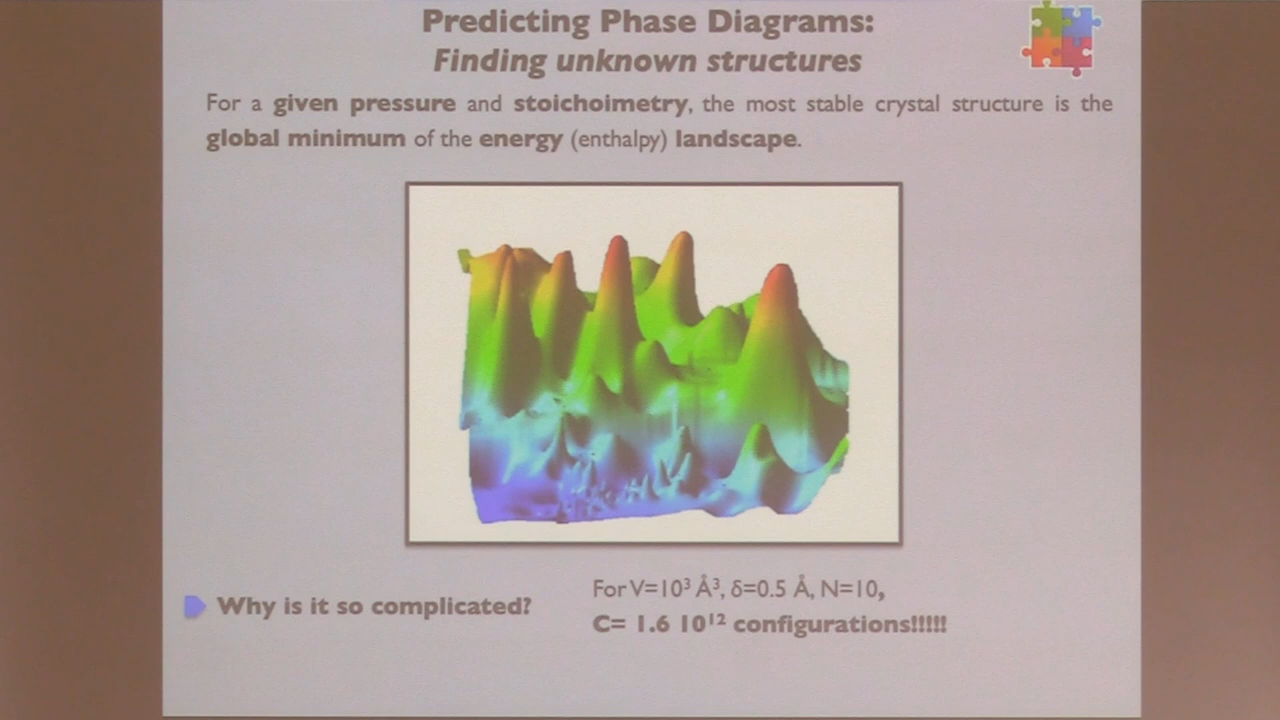 Predicting Phase Diagrams:
Finding unknown structures
For a given pressure and stoichoimetry, the most stable crystal structure is the
global minimum of the energy (enthalpy) landscape.
Why is it so complicated?
For V=10³ Å³, δ=0.5 Å, N=10,
C= 1.6 10¹² configurations!!!!!